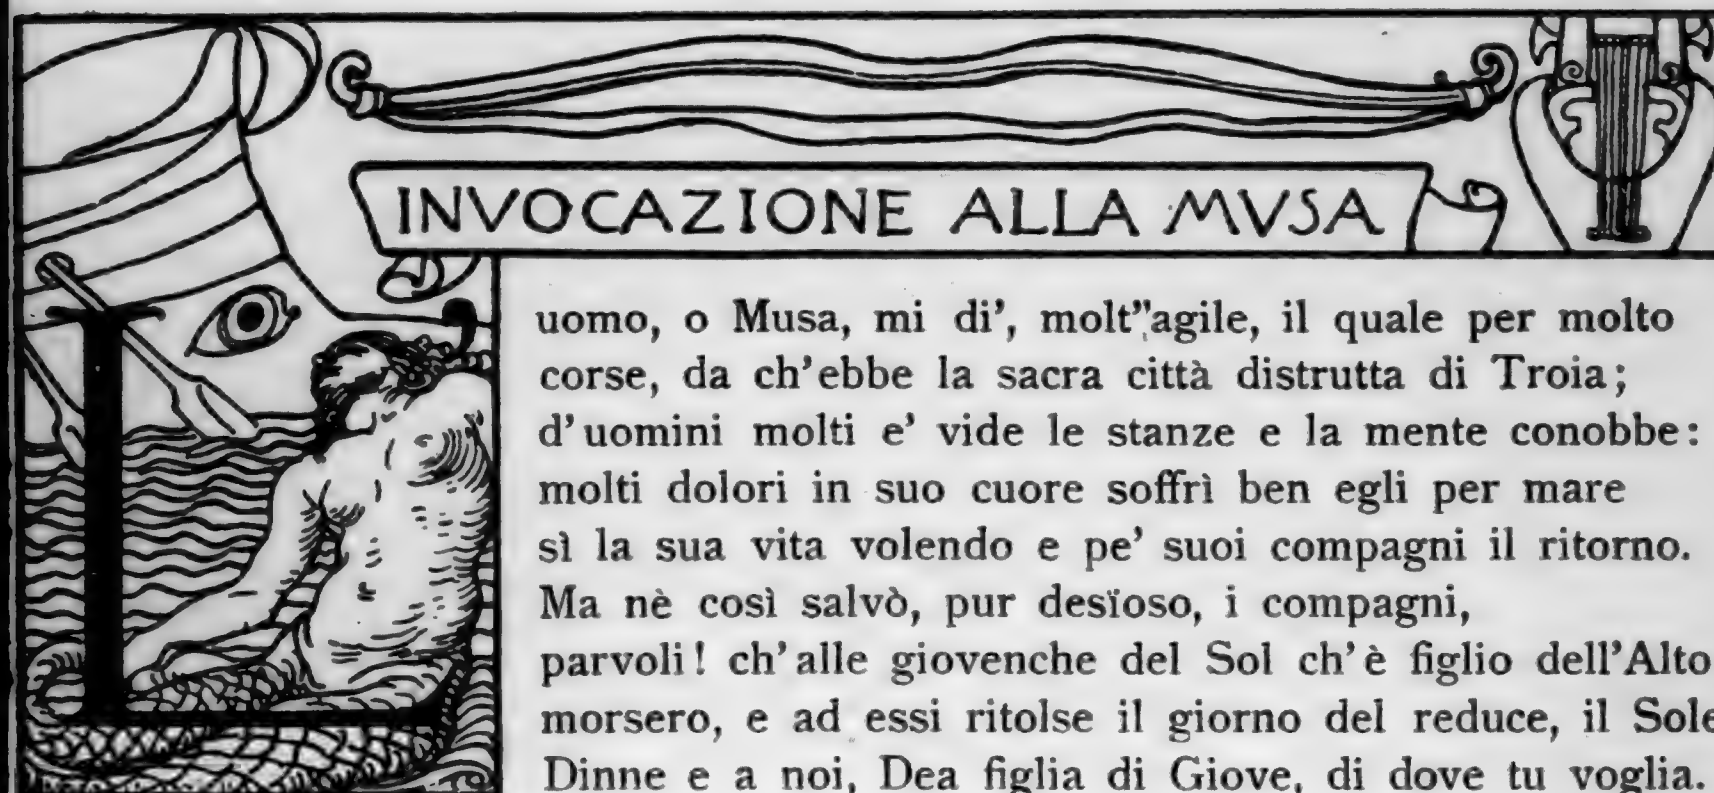 INVOCAZIONE ALLA MVSA
L'uomo, o Musa, mi di', molt''agile, il quale per molto
corse, da ch'ebbe la sacra città distrutta di Troia;
d'uomini molti e' vide le stanze e la mente conobbe:
molti dolori in suo cuore soffrì ben egli per mare
sì la sua vita volendo e pe' suoi compagni il ritorno.
Ma nè così salvò, pur desïoso, i compagni,
parvoli! ch'alle giovenche del Sol ch'è figlio dell'Alto
morsero, e ad essi ritolse il giorno del reduce, il Sole
Dinne e a noi, Dea figlia di Giove, di dove tu voglia.